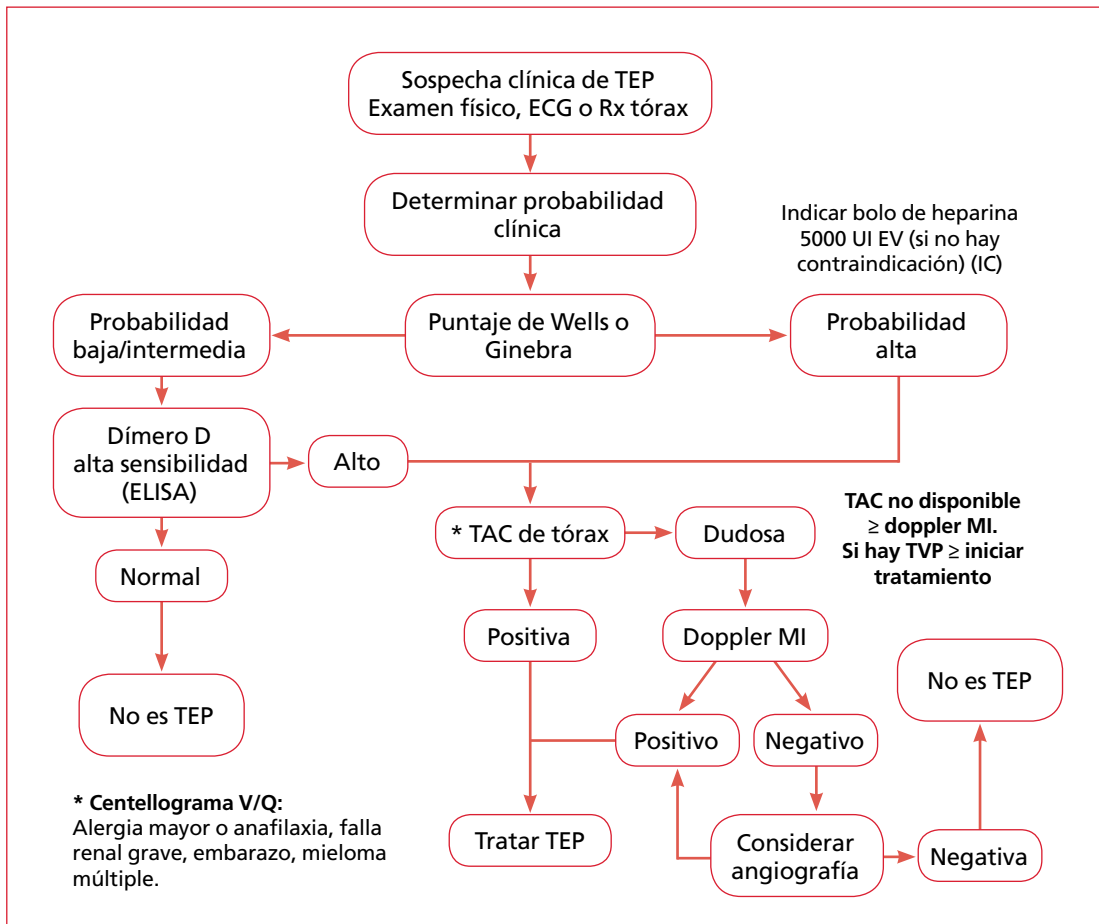 Sospecha clínica de TEP
Examen físico, ECG o Rx tórax
Determinar probabilidad
clínica
Indicar bolo de heparina
5000 UI EV (si no hay
contraindicación) (IC)
Probabilidad
baja/intermedia
Puntaje de Wells o
Ginebra
Probabilidad
alta
Dímero D
alta sensibilidad
(ELISA)
Alto
* TAC de tórax
Dudosa
TAC no disponible
≥ doppler MI.
Si hay TVP ≥ iniciar
tratamiento
Normal
Positiva
Doppler MI
No es TEP
No es TEP
Positivo
Negativo
* Centellograma V/Q:
Alergia mayor o anafilaxia, falla
renal grave, embarazo, mieloma
múltiple.
Tratar TEP
Considerar
angiografía
Negativa